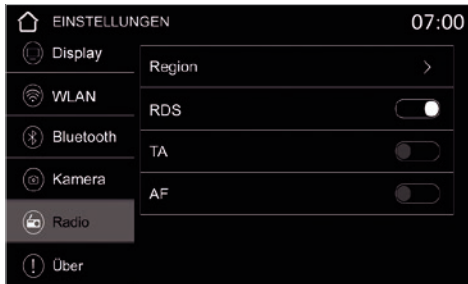 EINSTELLUNGEN 07:00
Display
WLAN
Bluetooth
Kamera
Radio
Über
Region
RDS
TA
AF